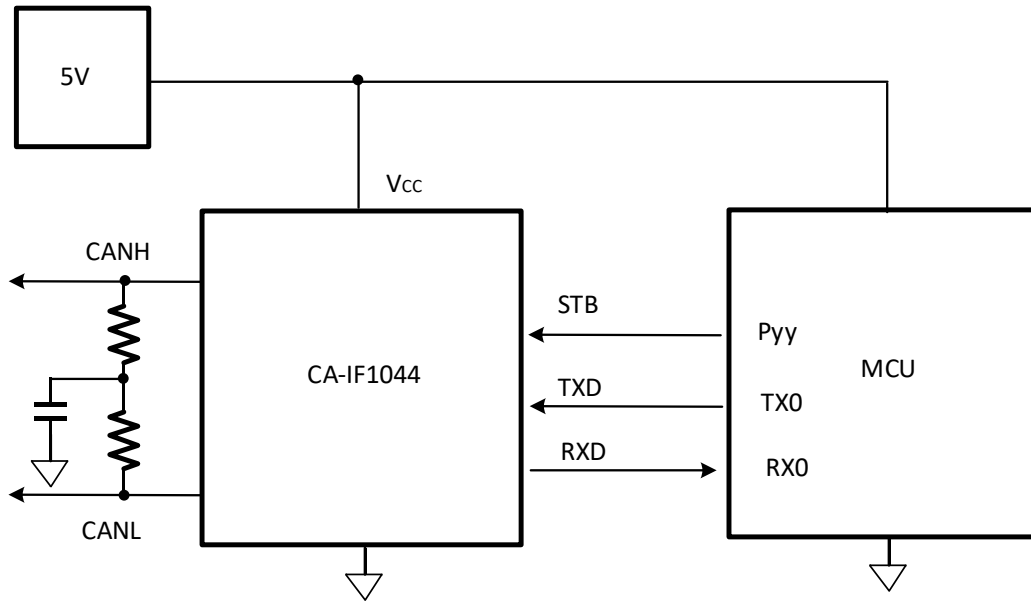 5V
VCC
CANH
STB
Pyy
CA-IF1044
MCU
TXD
TX0
RXD
RX0
CANL